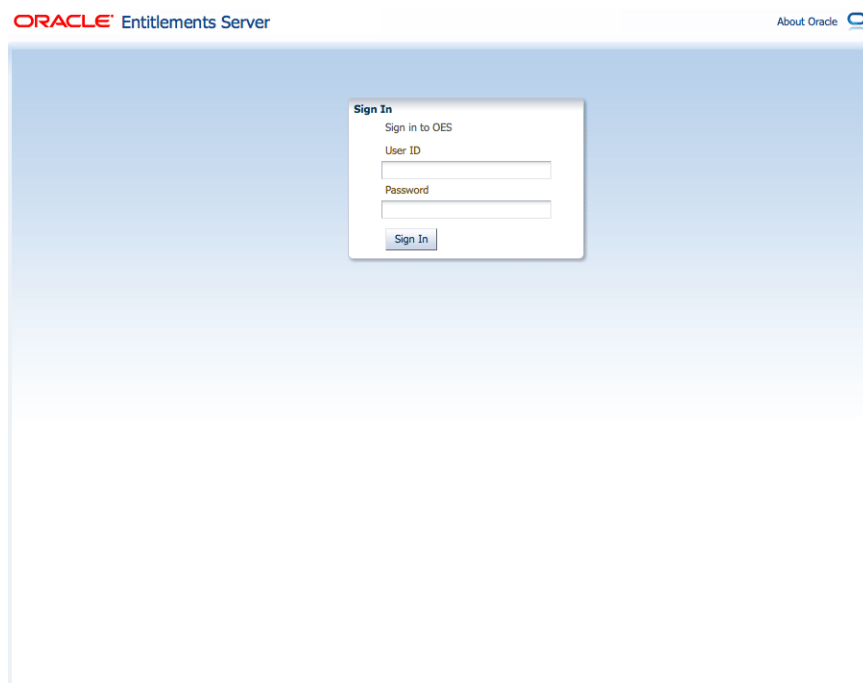 ORACLE Entitlements Server
About Oracle
Sign In
Sign in to OES
User ID
Password
Sign In